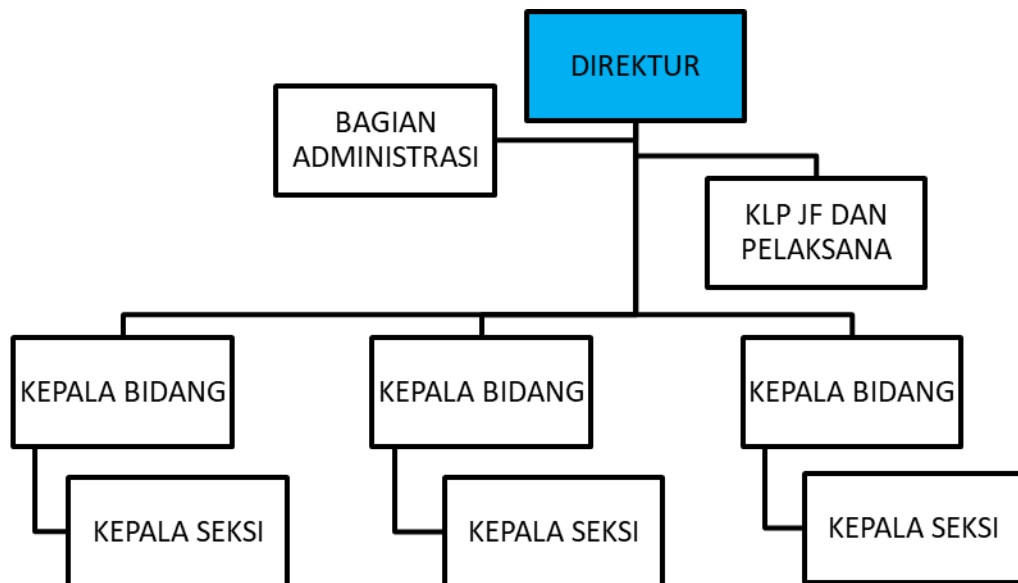 DIREKTUR
BAGIAN
ADMINISTRASI
KLP JF DAN
PELAKSANA
KEPALA BIDANG
KEPALA BIDANG
KEPALA BIDANG
KEPALA SEKSI
KEPALA SEKSI
KEPALA SEKSI